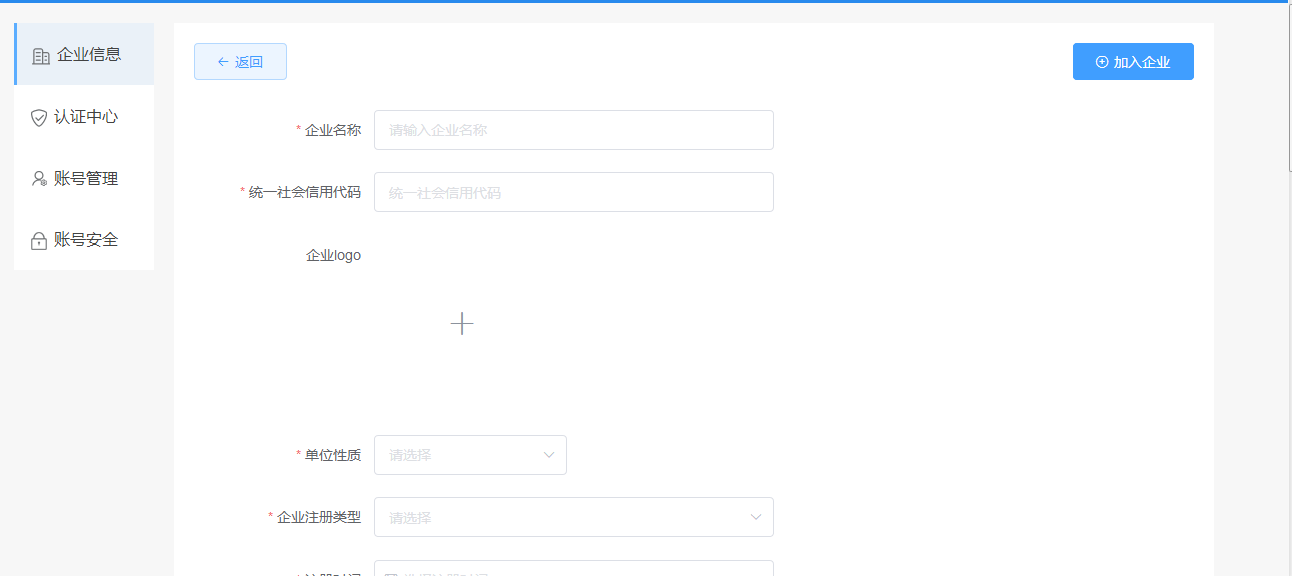 企业信息
认证中心
账号管理
账号安全
返回
加入企业
* 企业名称
请输入企业名称
* 统一社会信用代码
统一社会信用代码
企业logo
* 单位性质
请选择
* 企业注册类型
请选择